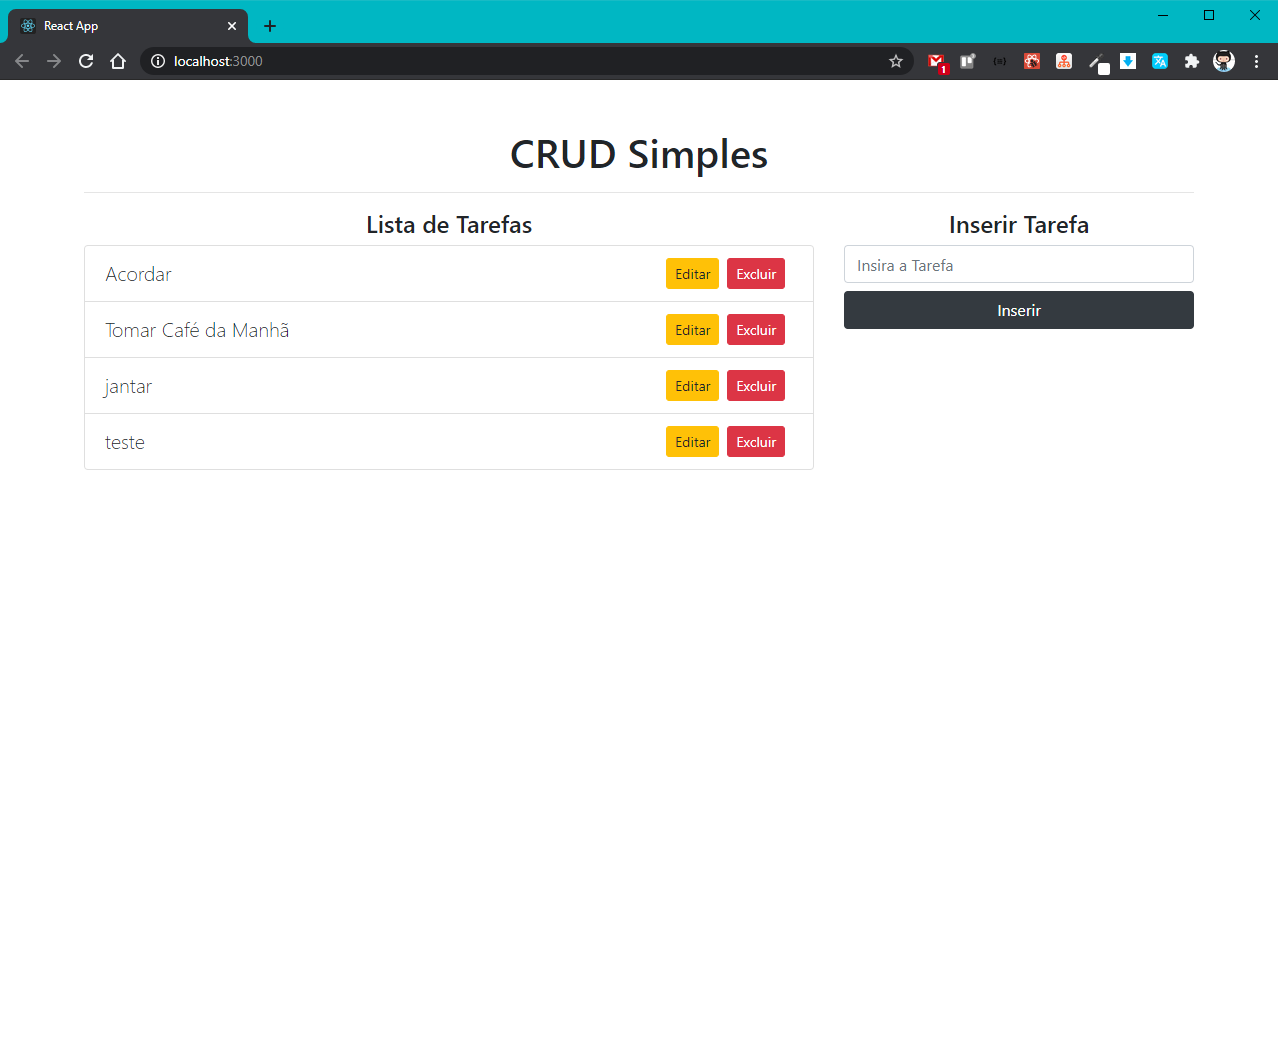 React App
localhost:3000
1
CRUD Simples
Lista de Tarefas
Acordar Editar Excluir
Tomar Café da Manhã Editar Excluir
jantar Editar Excluir
teste Editar Excluir
Inserir Tarefa
Insira a Tarefa
Inserir